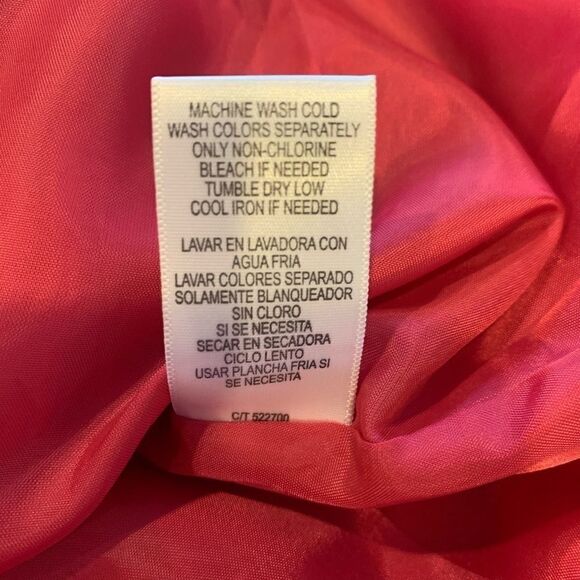 MACHINE WASH COLD
WASH COLORS SEPARATELY
ONLY NON-CHLORINE
BLEACH IF NEEDED
TUMBLE DRY LOW
COOL IRON IF NEEDED
LAVAR EN LAVADORA CON
AGUA FRIA
LAVAR COLORES SEPARADO
SOLAMENTE BLANQUEADOR
SIN CLORO
SI SE NECESITA
SECAR EN SECADORA
CICLO LENTO
USAR PLANCHA FRIA SI
SE NECESITA
C/T 522700